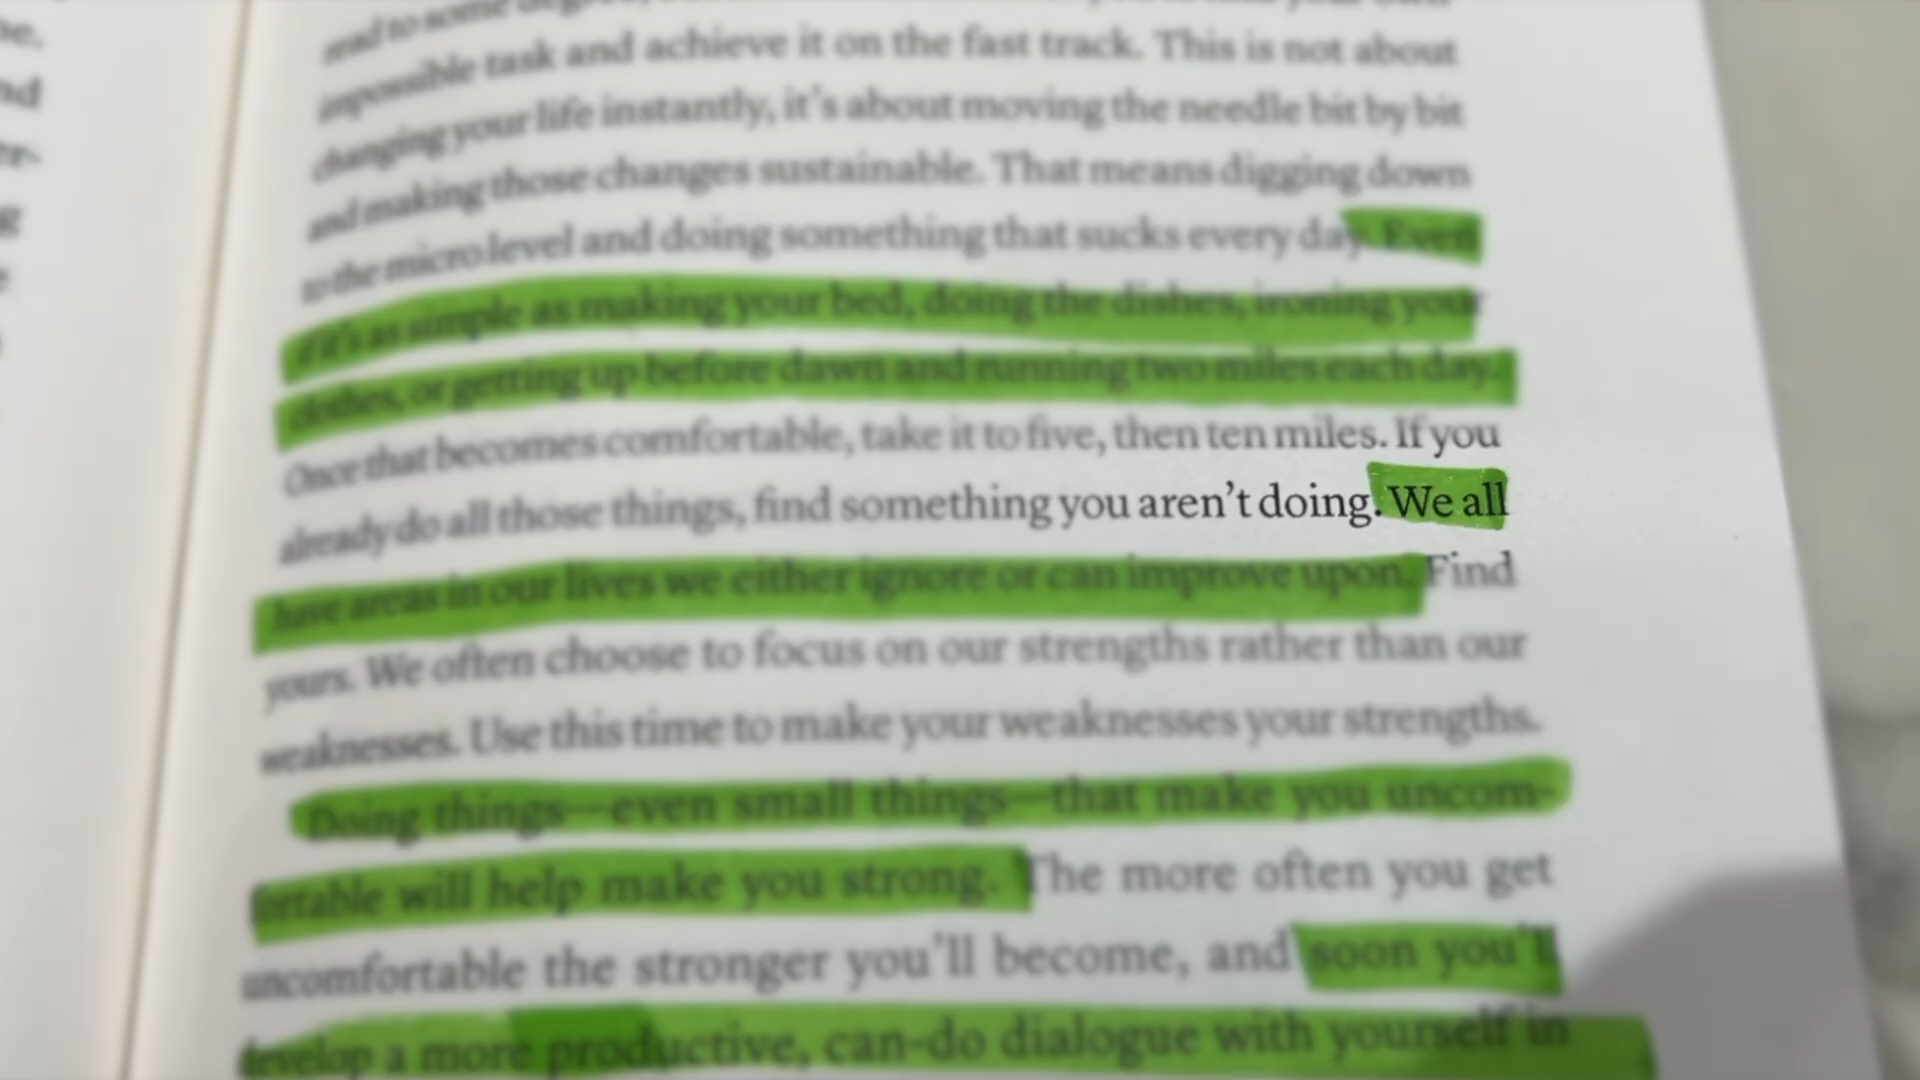 read to some degree,
impossible task and achieve it on the fast track. This is not about
changing your life instantly, it's about moving the needle bit by bit
and making those changes sustainable. That means digging down
to the micro level and doing something that sucks every day. Even
if it's as simple as making your bed, doing the dishes, ironing your
clothes, or getting up before dawn and running two miles each day.
Once that becomes comfortable, take it to five, then ten miles. If you
already do all those things, find something you aren't doing. We all
have areas in our lives we either ignore or can improve upon. Find
yours. We often choose to focus on our strengths rather than our
weaknesses. Use this time to make your weaknesses your strengths.
Doing things—even small things—that make you uncom-
fortable will help make you strong. The more often you get
uncomfortable the stronger you'll become, and soon you'll
develop a more productive, can-do dialogue with yourself in